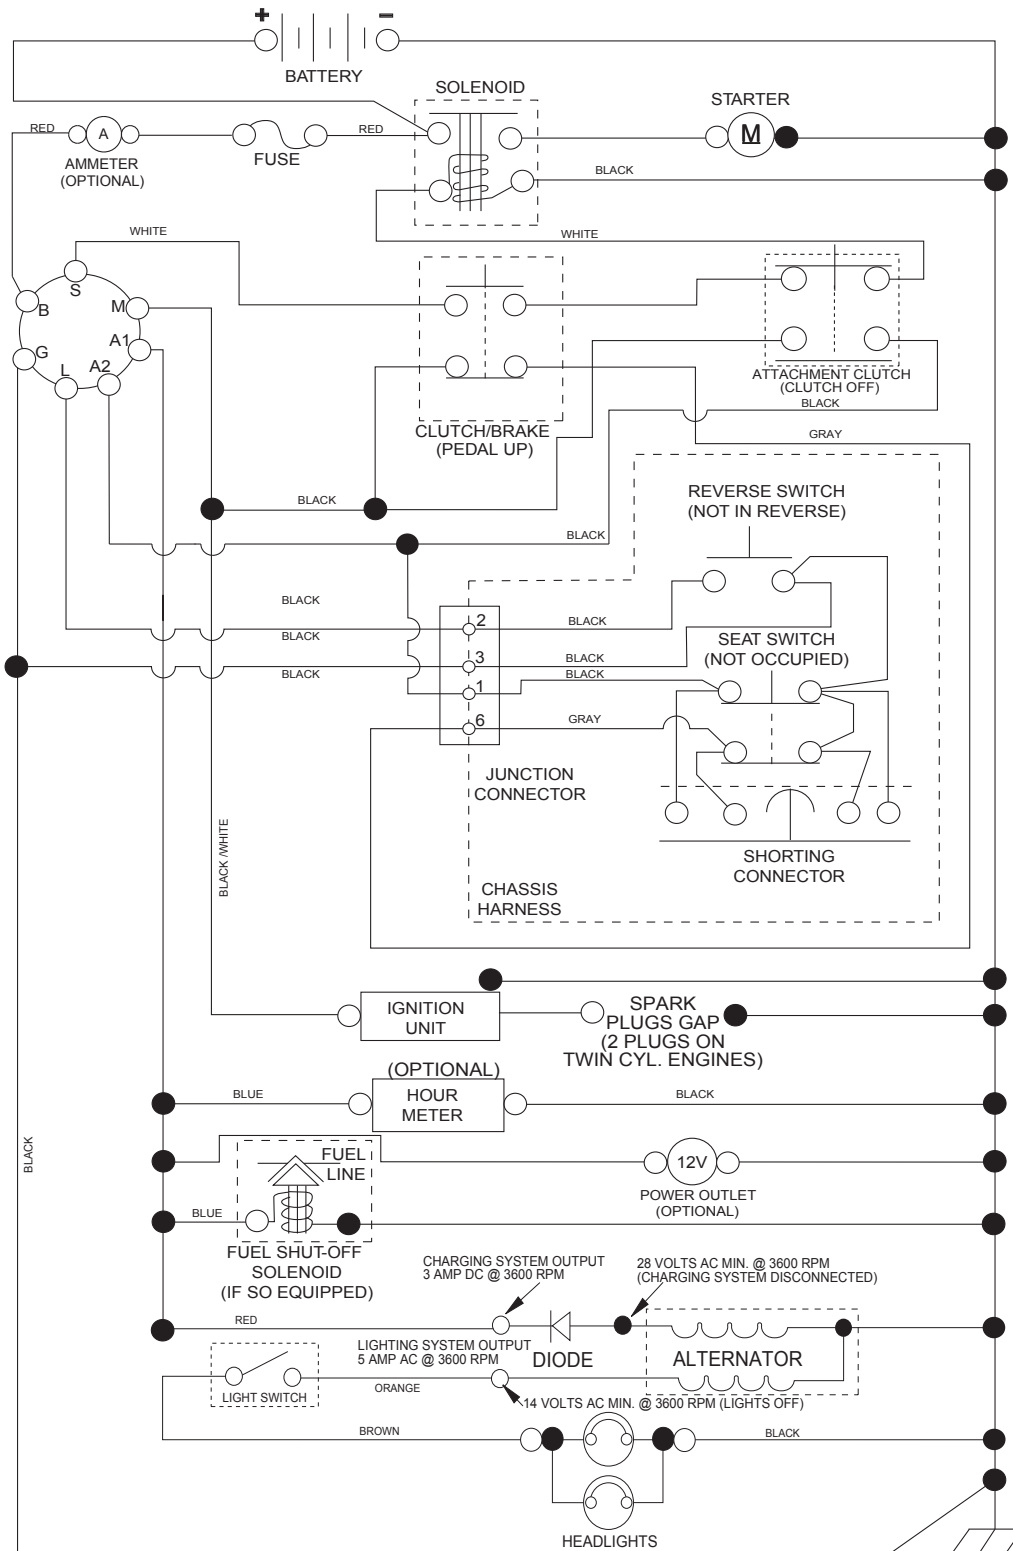 + −
BATTERY
SOLENOID
STARTER
RED
A
RED
M
FUSE
AMMETER
(OPTIONAL)
BLACK
WHITE
WHITE
S
B
M
G
A1
L
A2
ATTACHMENT CLUTCH
(CLUTCH OFF)
BLACK
CLUTCH/BRAKE
(PEDAL UP)
GRAY
REVERSE SWITCH
(NOT IN REVERSE)
BLACK
BLACK
BLACK
2
BLACK
BLACK
SEAT SWITCH
(NOT OCCUPIED)
3
BLACK
BLACK
BLACK
1
6
GRAY
JUNCTION
CONNECTOR
BLACK /WHITE
SHORTING
CONNECTOR
CHASSIS
HARNESS
IGNITION
UNIT
SPARK
PLUGS GAP
(2 PLUGS ON
TWIN CYL. ENGINES)
(OPTIONAL)
HOUR
METER
BLUE
BLACK
BLACK
FUEL
LINE
12V
POWER OUTLET
(OPTIONAL)
BLUE
FUEL SHUT-OFF
SOLENOID
(IF SO EQUIPPED)
CHARGING SYSTEM OUTPUT
3 AMP DC @ 3600 RPM
28 VOLTS AC MIN. @ 3600 RPM
(CHARGING SYSTEM DISCONNECTED)
RED
LIGHTING SYSTEM OUTPUT
5 AMP AC @ 3600 RPM
DIODE
ALTERNATOR
LIGHT SWITCH
ORANGE
14 VOLTS AC MIN. @ 3600 RPM (LIGHTS OFF)
BROWN
BLACK
HEADLIGHTS